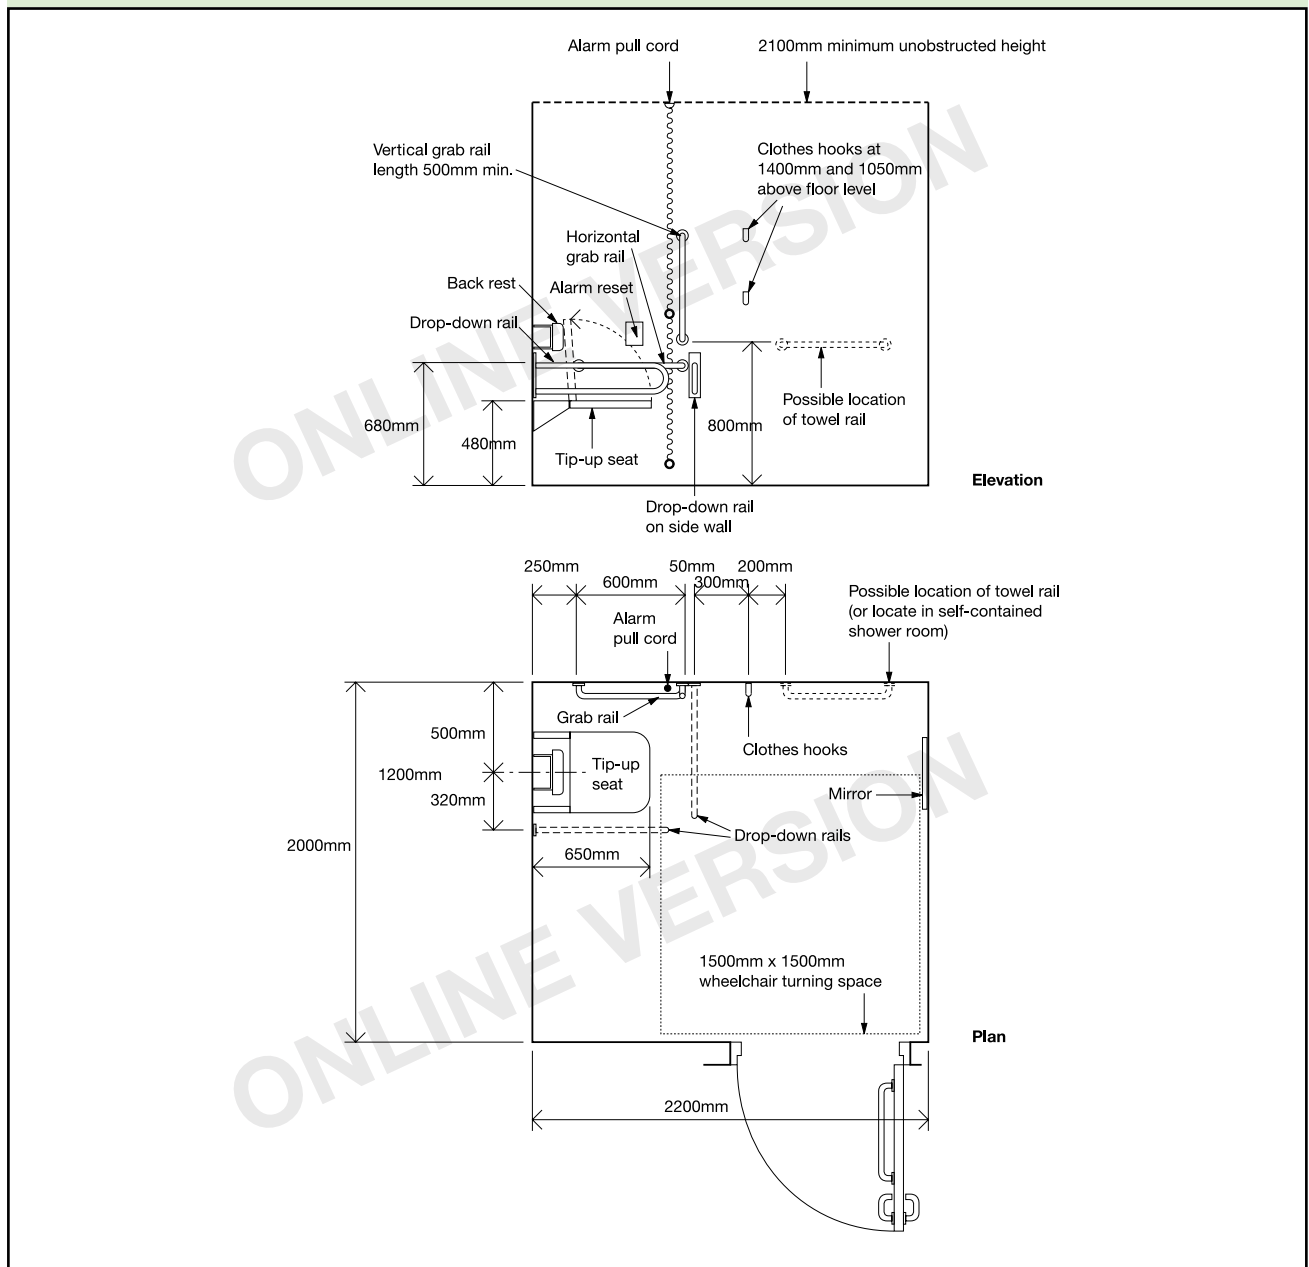 Alarm pull cord
2100mm minimum unobstructed height
Vertical grab rail
length 500mm min.
Clothes hooks at
1400mm and 1050mm
above floor level
Horizontal
grab rail
Back rest
Alarm reset
Drop-down rail
Possible location
of towel rail
680mm
480mm
800mm
Tip-up seat
Elevation
Drop-down rail
on side wall
ONLINE VERSION
250mm
600mm
50mm
300mm
200mm
Possible location of towel rail
(or locate in self-contained
shower room)
Alarm
pull cord
Grab rail
Clothes hooks
500mm
1200mm
320mm
2000mm
Tip-up
seat
Mirror
Drop-down rails
650mm
1500mm x 1500mm
wheelchair turning space
Plan
2200mm
ONLINE VERSION